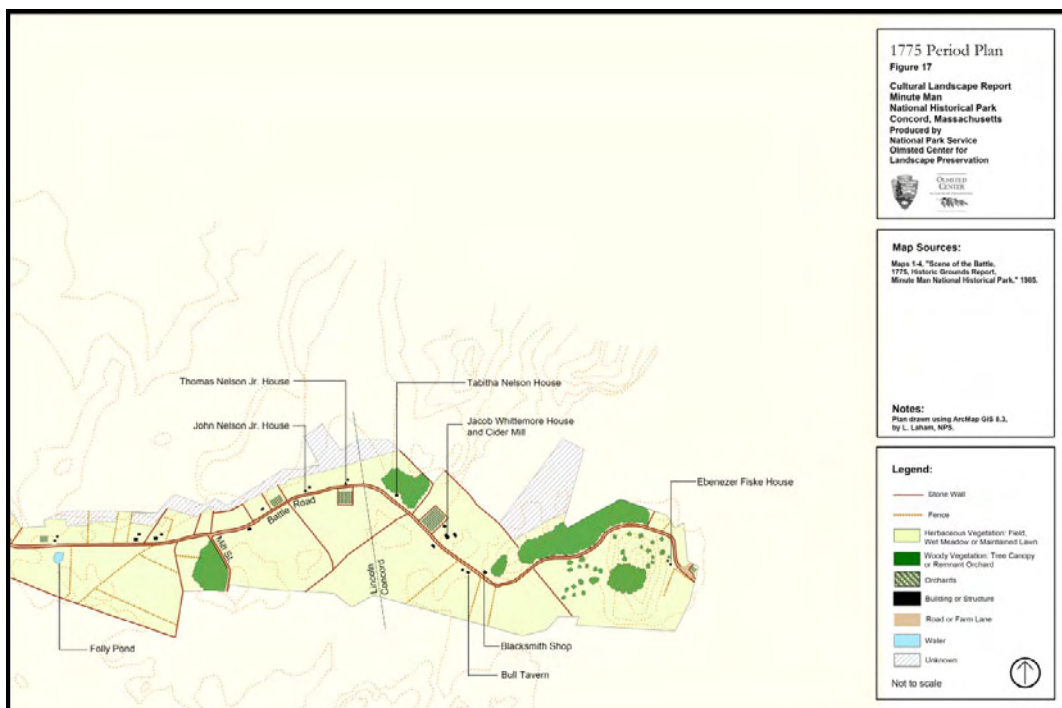 1775 Period Plan
Figure 17
Cultural Landscape Report
Minute Man
National Historical Park
Concord, Massachusetts
Produced by
National Park Service
Olmsted Center for
Landscape Preservation
OLMSTED
CENTER
Map Sources:
Maps 1-4, "Scene of the Battle,
1775, Historic Grounds Report,
Minute Man National Historical Park." 1965.
Notes:
Plan drawn using ArcMap GIS 8.3,
by L. Laham, NPS.
Legend:
Stone Wall
Fence
Herbaceous Vegetation: Field,
Wet Meadow or Maintained Lawn
Woody Vegetation: Tree Canopy
or Remnant Orchard
Orchards
Building or Structure
Road or Farm Lane
Water
Unknown
Not to scale
Thomas Nelson Jr. House
Tabitha Nelson House
John Nelson Jr. House
Jacob Whittemore House
and Cider Mill
Ebenezer Fiske House
Battle Road
Mill St.
Lincoln
Concord
Folly Pond
Blacksmith Shop
Bull Tavern